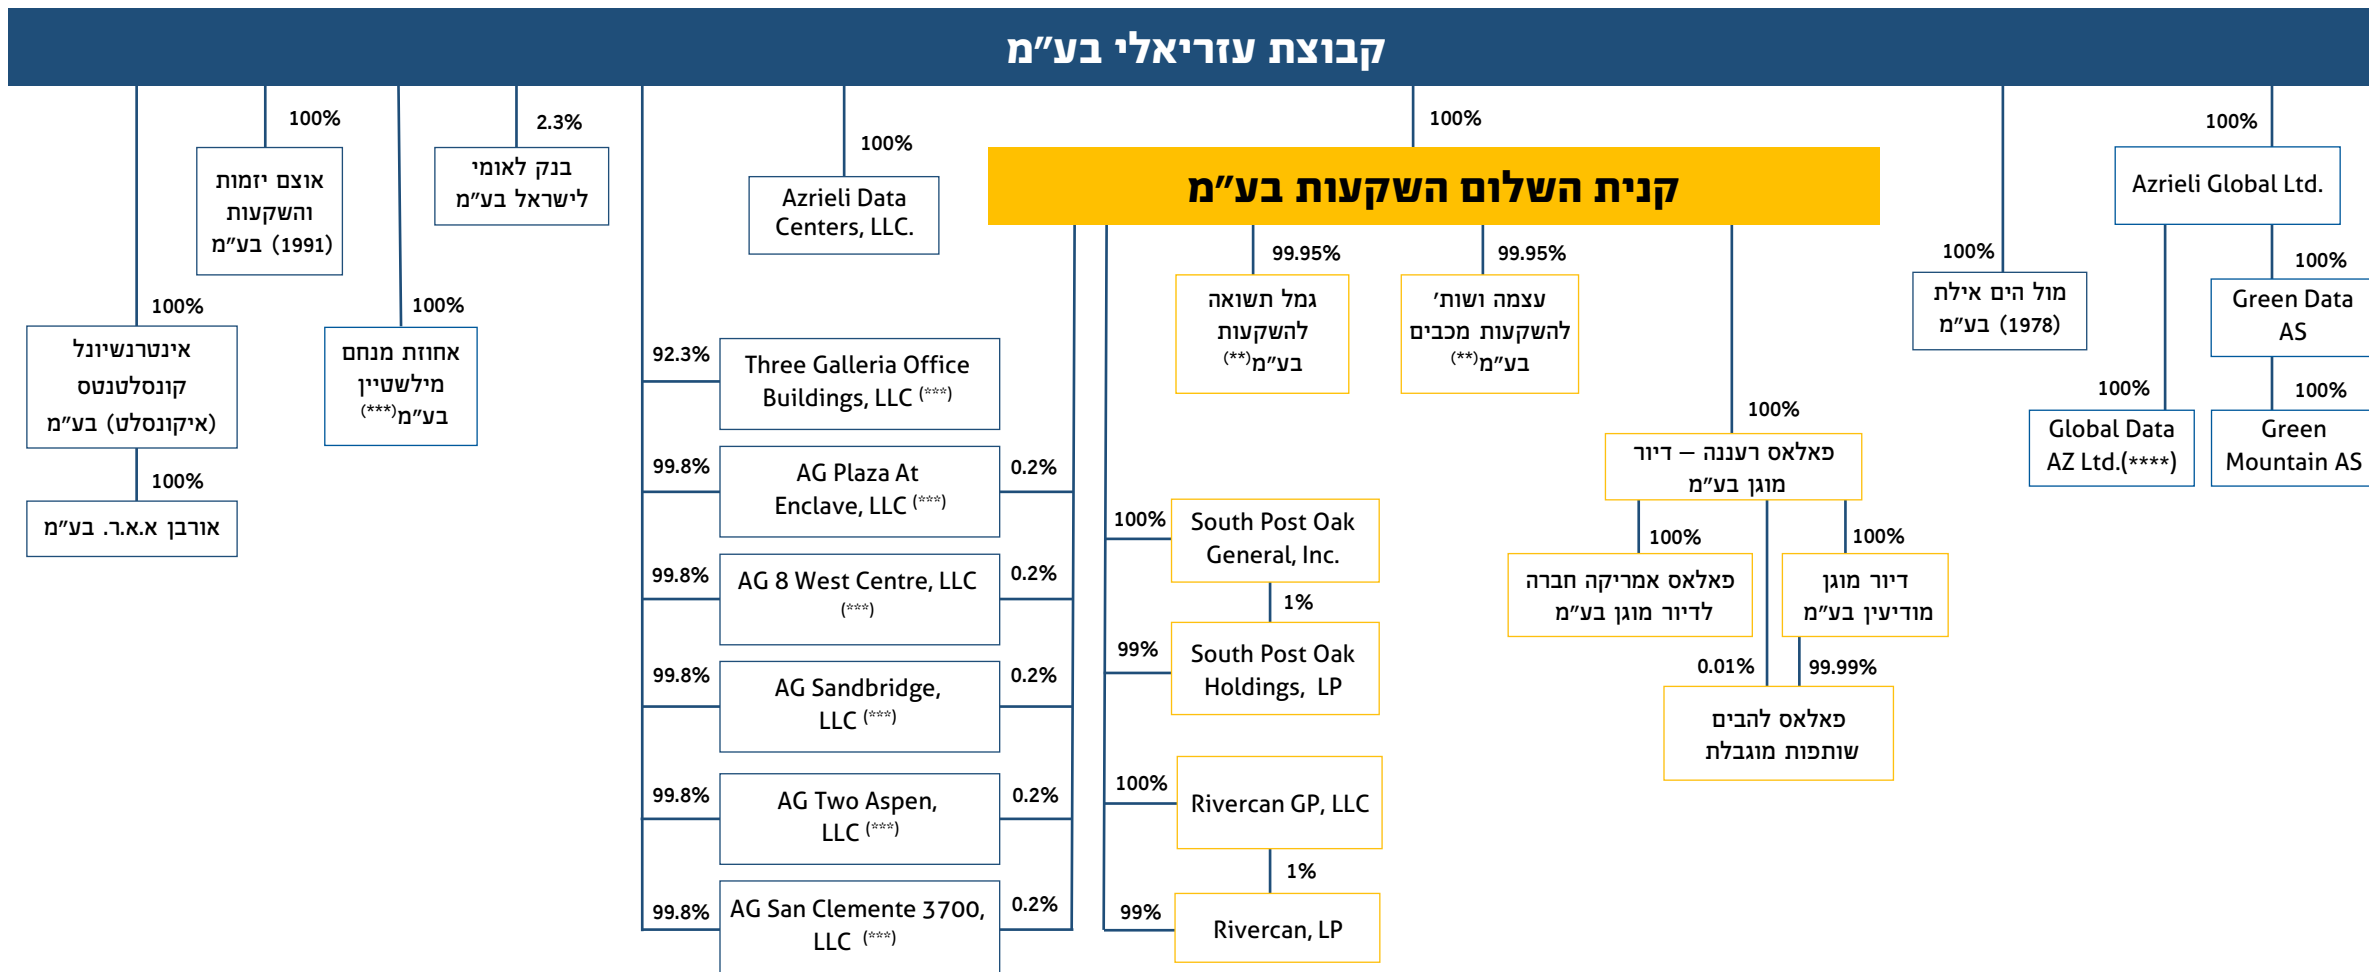 קבוצת עזריאלי בע"מ
100%
אוצם יזמות
והשקעות
(1991) בע"מ
2.3%
בנק לאומי
לישראל בע"מ
100%
Azrieli Data
Centers, LLC.
100%
קנית השלום השקעות בע"מ
100%
מול הים אילת
(1978) בע"מ
100%
Azrieli Global Ltd.
100%
Green Data
AS
100%
Green
Mountain AS
100%
Global Data
AZ Ltd.(****)
100%
אינטרנשיונל
קונסלטנטס
(איקונסלט) בע"מ
100%
אורבן א.א.ר. בע"מ
100%
אחוזת מנחם
מילשטיין
בע"מ(***)
92.3%
Three Galleria Office
Buildings, LLC (***)
99.8%
AG Plaza At
Enclave, LLC (***)
0.2%
99.8%
AG 8 West Centre, LLC
(***)
0.2%
99.8%
AG Sandbridge,
LLC (***)
0.2%
99.8%
AG Two Aspen,
LLC (***)
0.2%
99.8%
AG San Clemente 3700,
LLC (***)
0.2%
99.95%
גמל תשואה
להשקעות
בע"מ(**)
99.95%
עצמה ושות'
להשקעות מכבים
בע"מ(**)
100%
South Post Oak
General, Inc.
1%
99%
South Post Oak
Holdings, LP
100%
Rivercan GP, LLC
1%
99%
Rivercan, LP
100%
פאלאס רעננה – דיור
מוגן בע"מ
100%
פאלאס אמריקה חברה
לדיור מוגן בע"מ
100%
דיור מוגן
מודיעין בע"מ
0.01%
99.99%
פאלאס להבים
שותפות מוגבלת